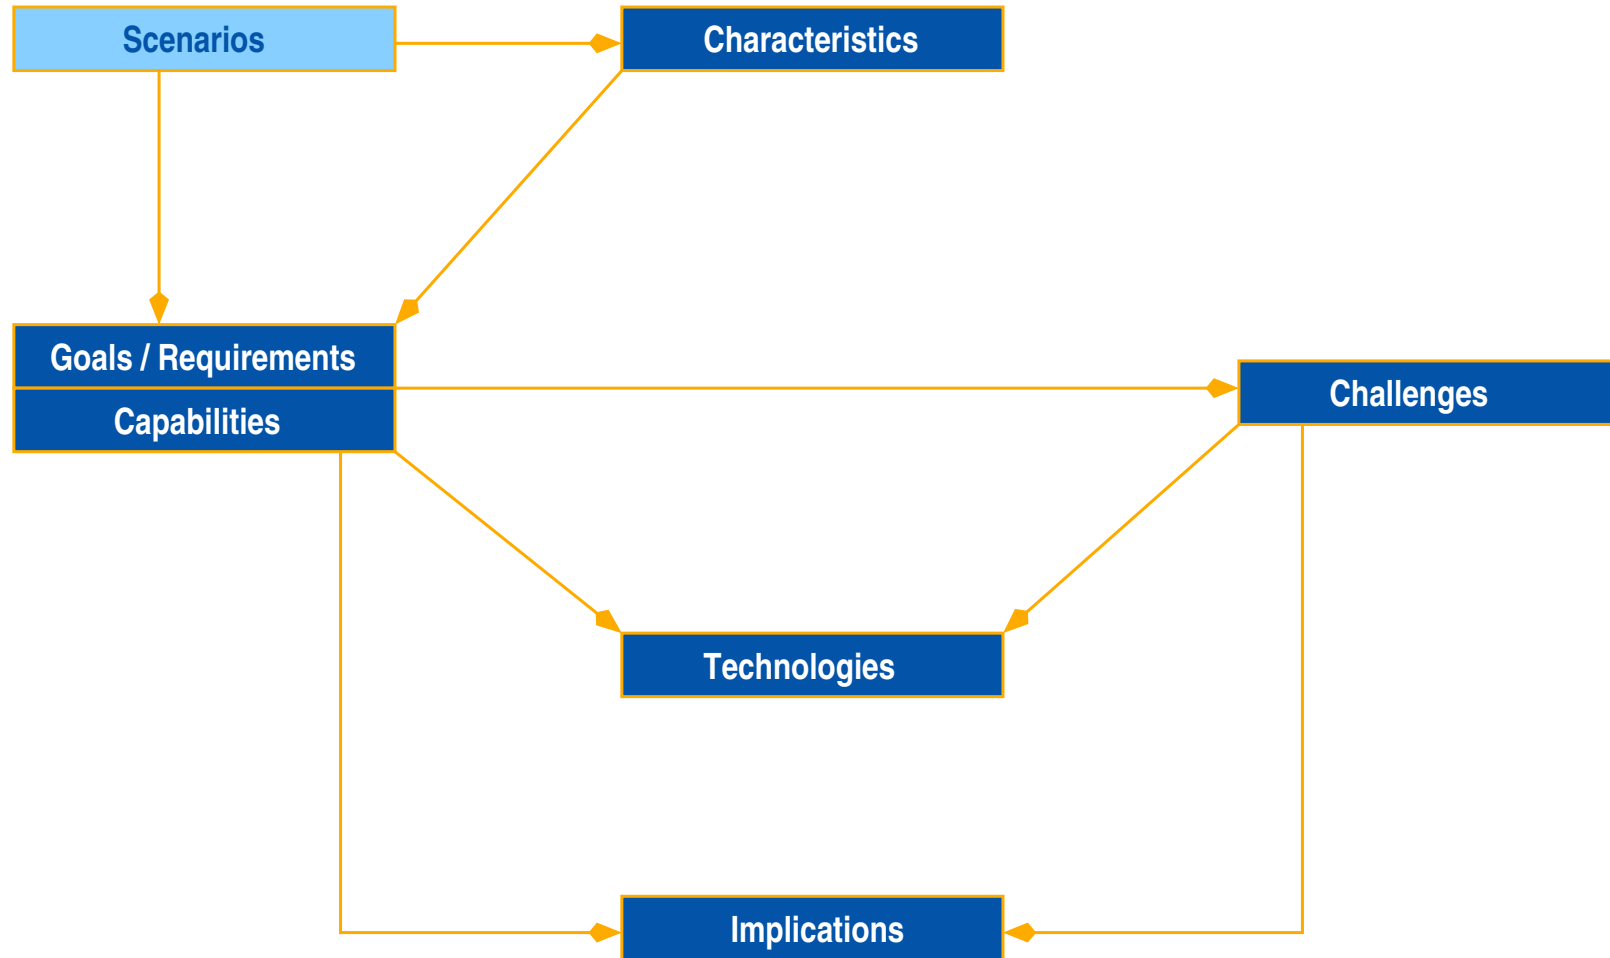 Scenarios
Characteristics
Goals / Requirements
Capabilities
Challenges
Technologies
Implications